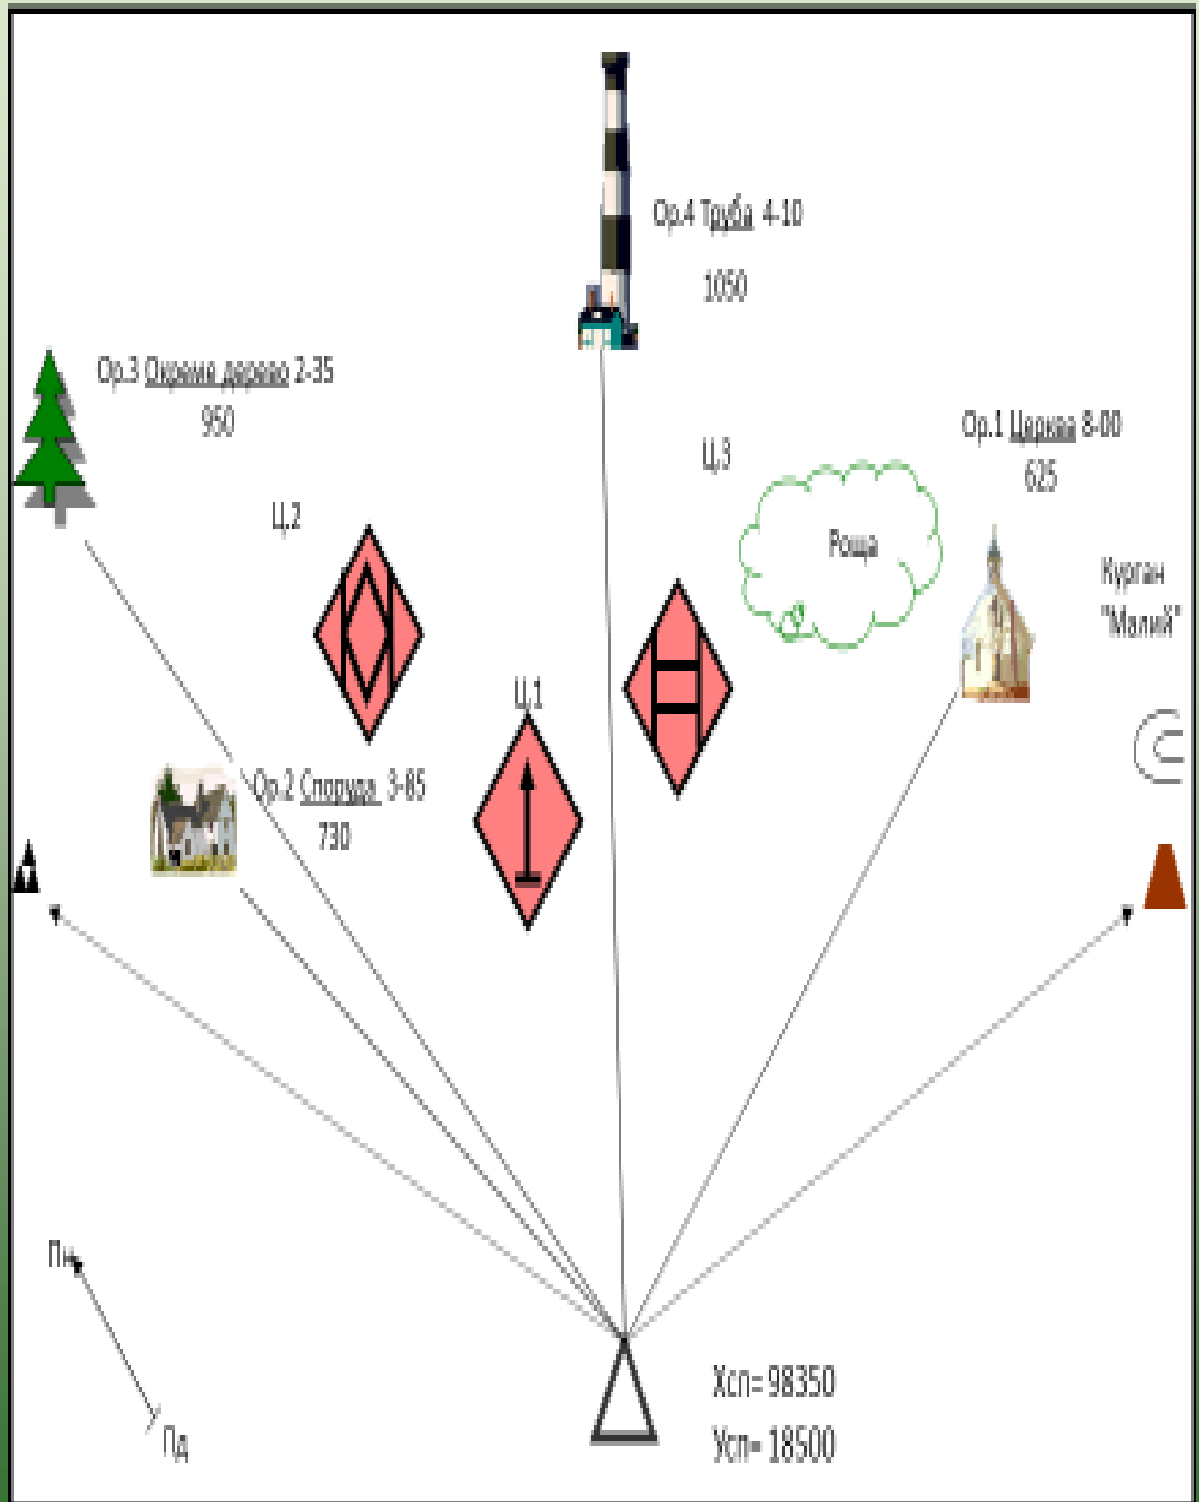 Ор.4 Труба 4-10
1050
Ор.3 Окреме дерево 2-35
950
Ор.1 Церква 8-00
625
Ц.3
Ц.2
Роща
Курган
"Малий"
Ц.1
Ор.2 Споруда 3-85
730
Пн
Пд
Хсп= 98350
Усп= 18500